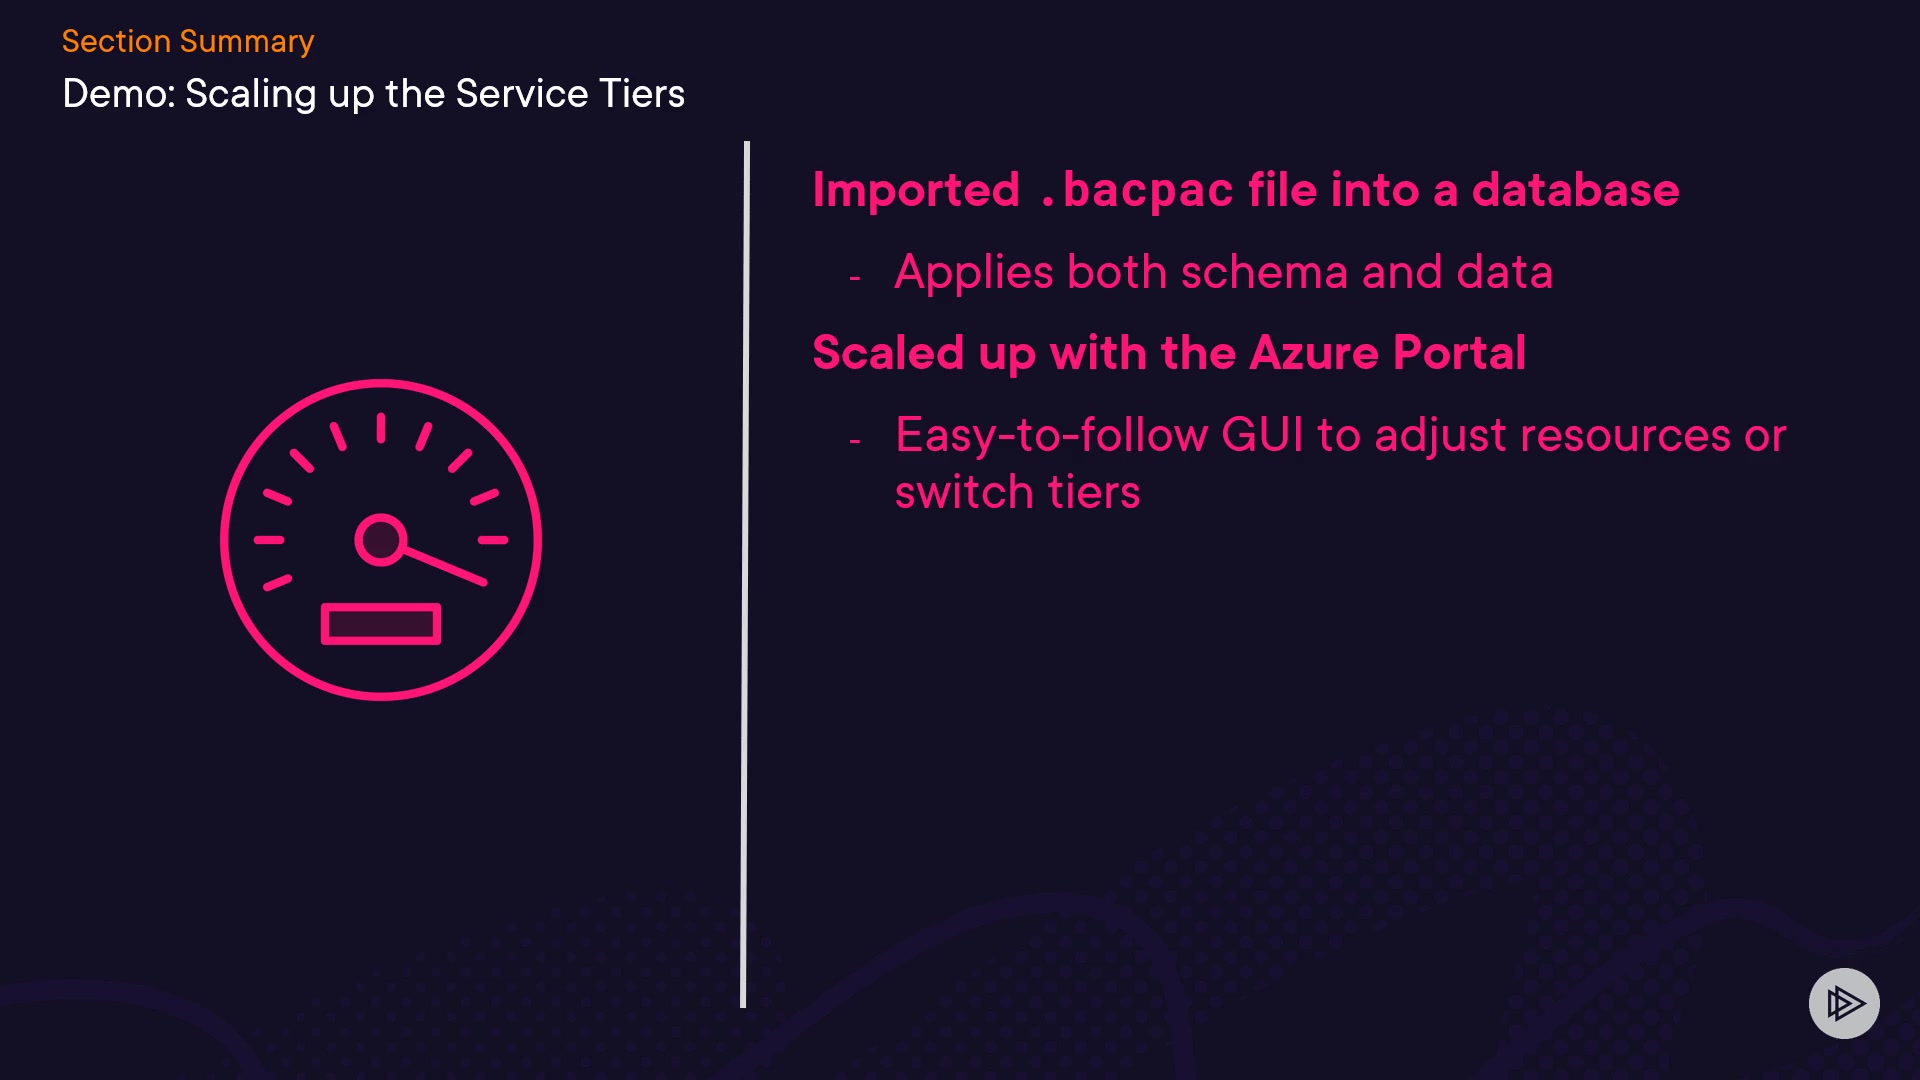 Section Summary
Demo: Scaling up the Service Tiers
Imported .bacpac file into a database
- Applies both schema and data
Scaled up with the Azure Portal
- Easy-to-follow GUI to adjust resources or
switch tiers